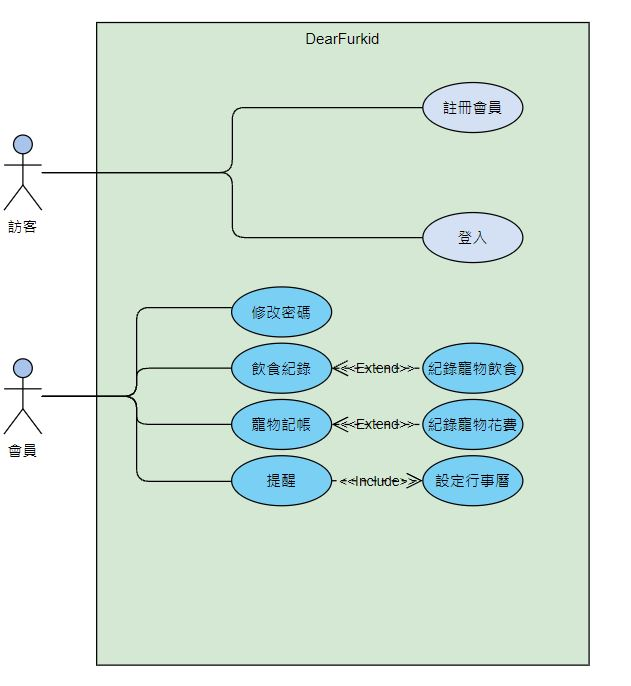 DearFurkid
註冊會員
訪客
登入
修改密碼
飲食紀錄
<<Extend>>
紀錄寵物飲食
寵物記帳
<<Extend>>
紀錄寵物花費
會員
提醒
<<Include>>
設定行事曆